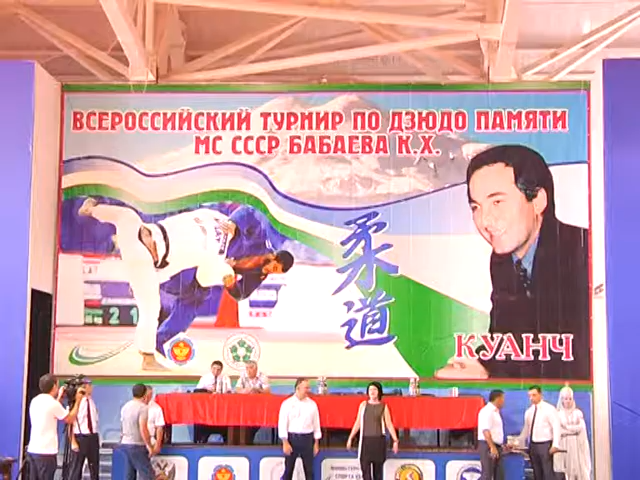 ВСЕРОССИЙСКИЙ ТУРНИР ПО ДЗЮДО ПАМЯТИ
МС СССР БАБАЕВА К.Х.
柔道
КУАНЧ